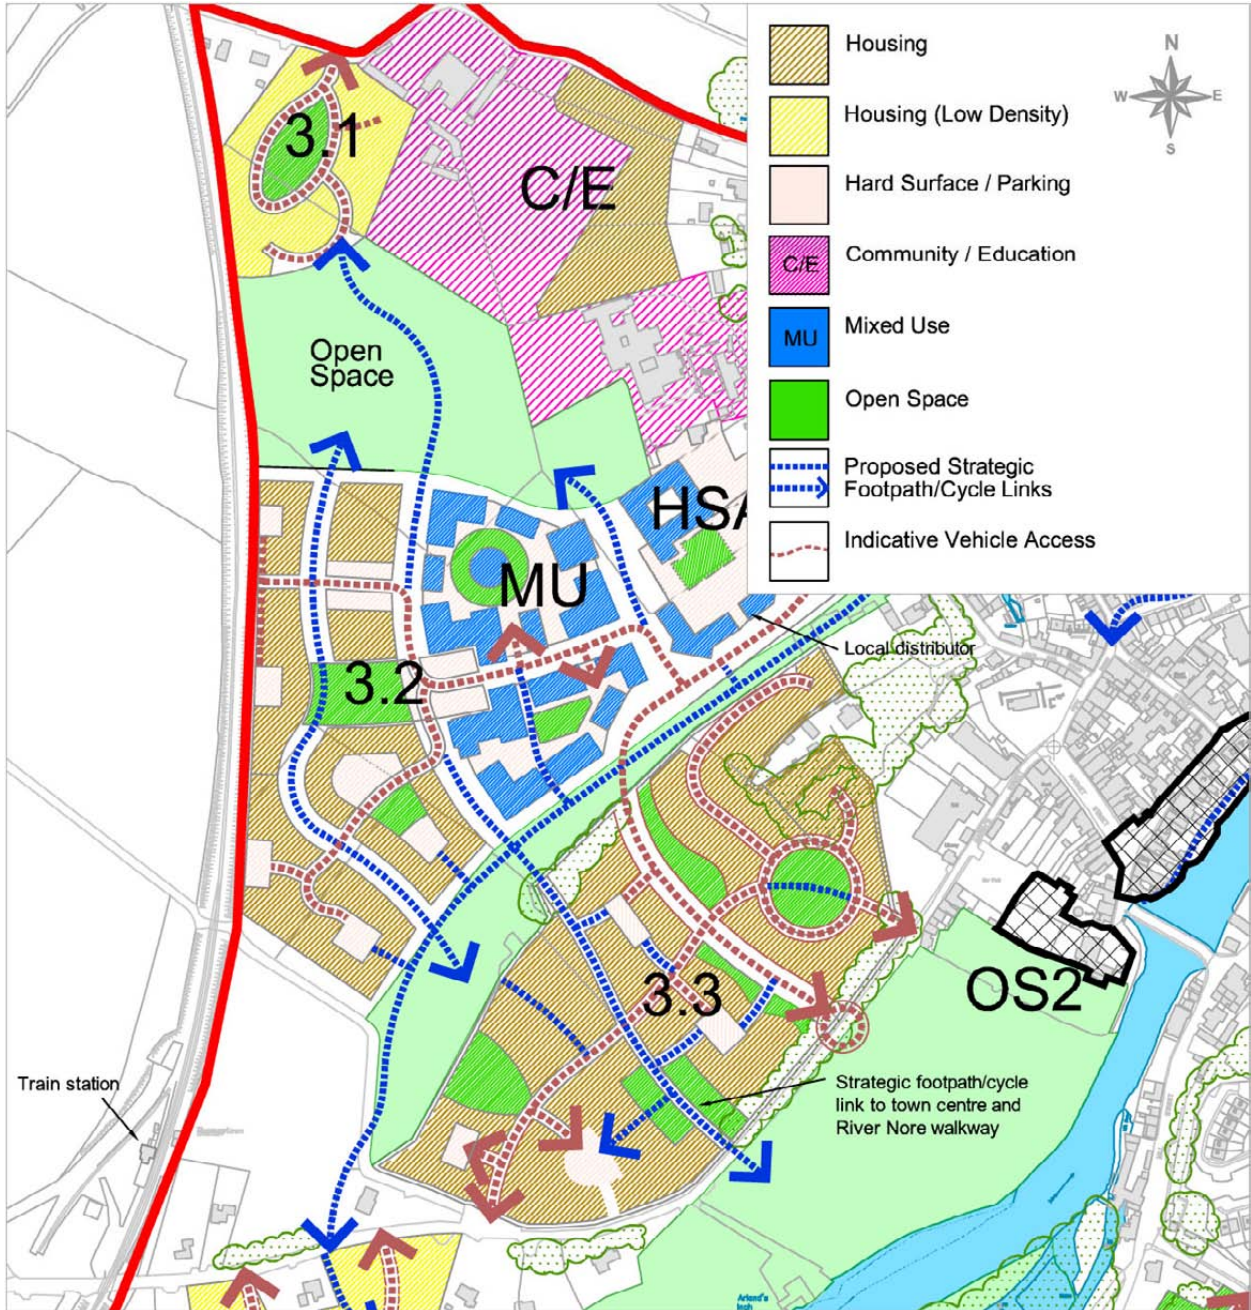 Housing
Housing (Low Density)
Hard Surface / Parking
C/E
Community / Education
MU
Mixed Use
Open Space
Proposed Strategic
Footpath/Cycle Links
Indicative Vehicle Access
N
W
E
S
3.1
C/E
Open
Space
HSA
MU
Local distributor
3.2
3.3
OS2
Train station
Strategic footpath/cycle
link to town centre and
River Nore walkway
Arland's
Inch